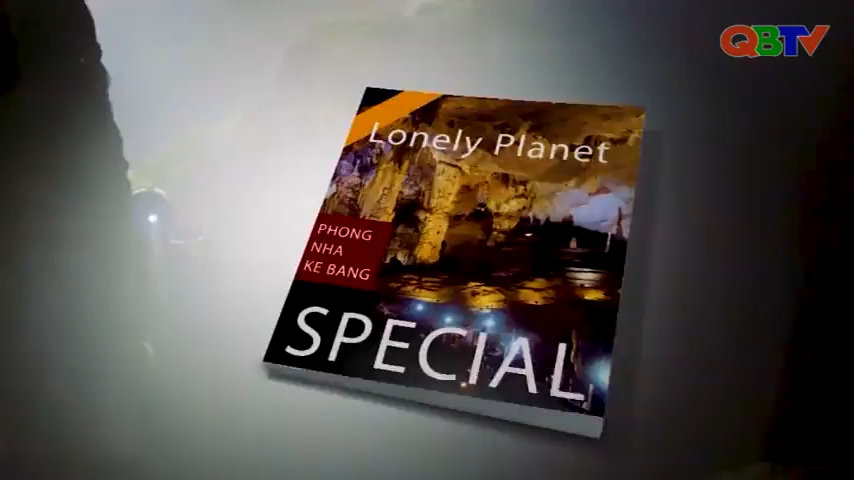 QBTV
Lonely Planet
PHONG
NHA
KE BANG
SPECIAL